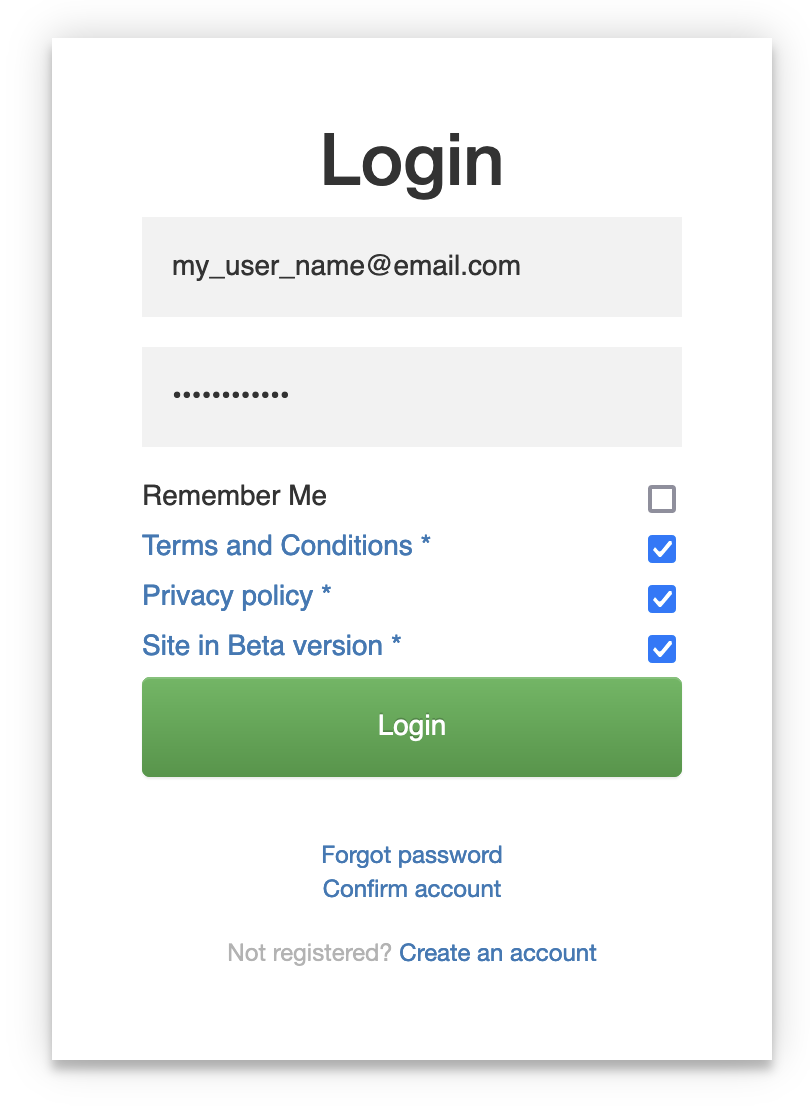 Login
my_user_name@email.com
••••••••••••
Remember Me
Terms and Conditions *
Privacy policy *
Site in Beta version *
Login
Forgot password
Confirm account
Not registered? Create an account